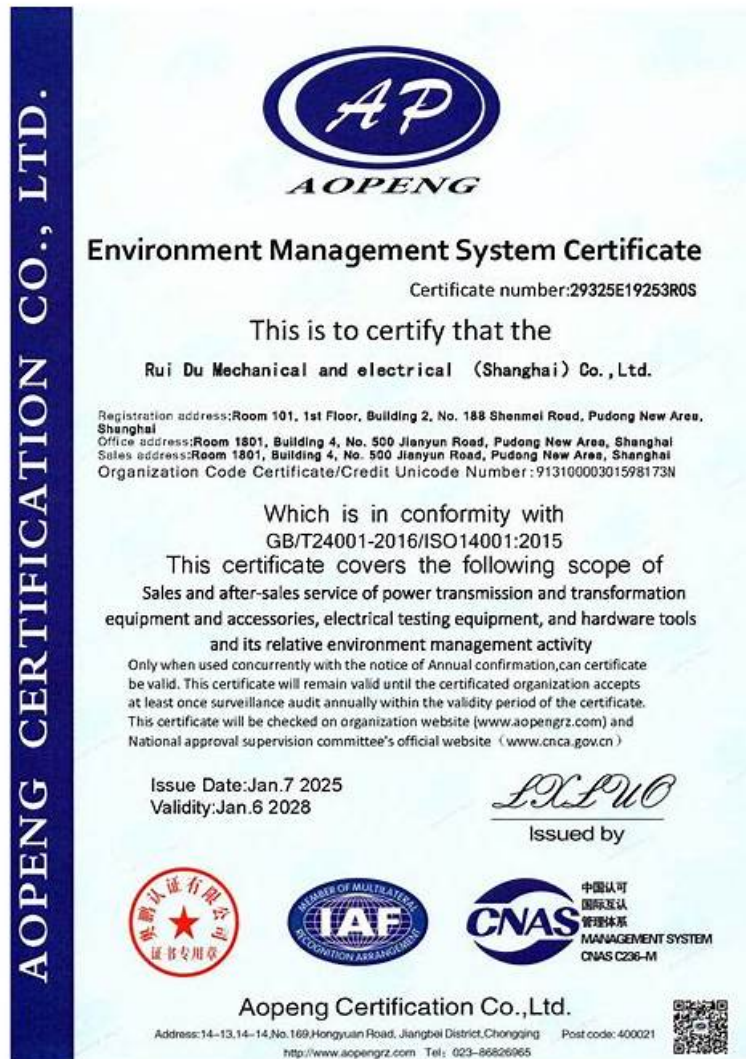 AOPENG CERTIFICATION CO., LTD.
AP
AOPENG
Environment Management System Certificate
Certificate number:29325E19253R0S
This is to certify that the
Rui Du Mechanical and electrical （Shanghai）Co.,Ltd.
Registration address:Room 101, 1st Floor, Building 2, No. 188 Shenmei Road, Pudong New Area,
Shanghai
Office address:Room 1801, Building 4, No. 500 Jianyun Road, Pudong New Area, Shanghai
Sales address:Room 1801, Building 4, No. 500 Jianyun Road, Pudong New Area, Shanghai
Organization Code Certificate/Credit Unicode Number:91310000301598173N
Which is in conformity with
GB/T24001-2016/ISO14001:2015
This certificate covers the following scope of
Sales and after-sales service of power transmission and transformation
equipment and accessories, electrical testing equipment, and hardware tools
and its relative environment management activity
Only when used concurrently with the notice of Annual confirmation,can certificate
be valid. This certificate will remain valid until the certificated organization accepts
at least once surveillance audit annually within the validity period of the certificate.
This certificate will be checked on organization website (www.aopengrz.com) and
National approval supervision committee's official website（www.cnca.gov.cn）
Issue Date:Jan.7 2025
Validity:Jan.6 2028
LXLUO
Issued by
奥鹏认证有限公司
证书专用章
MEMBER OF MULTILATERAL
IAF
RECOGNITION ARRANGEMENT
CNAS
中国认可
国际互认
管理体系
MANAGEMENT SYSTEM
CNAS C236-M
Aopeng Certification Co.,Ltd.
Address:14-13,14-14,No.169,Hongyuan Road, Jiangbei District,Chongqing Post code: 400021
http://www.aopengrz.com Tel: 023-86826965